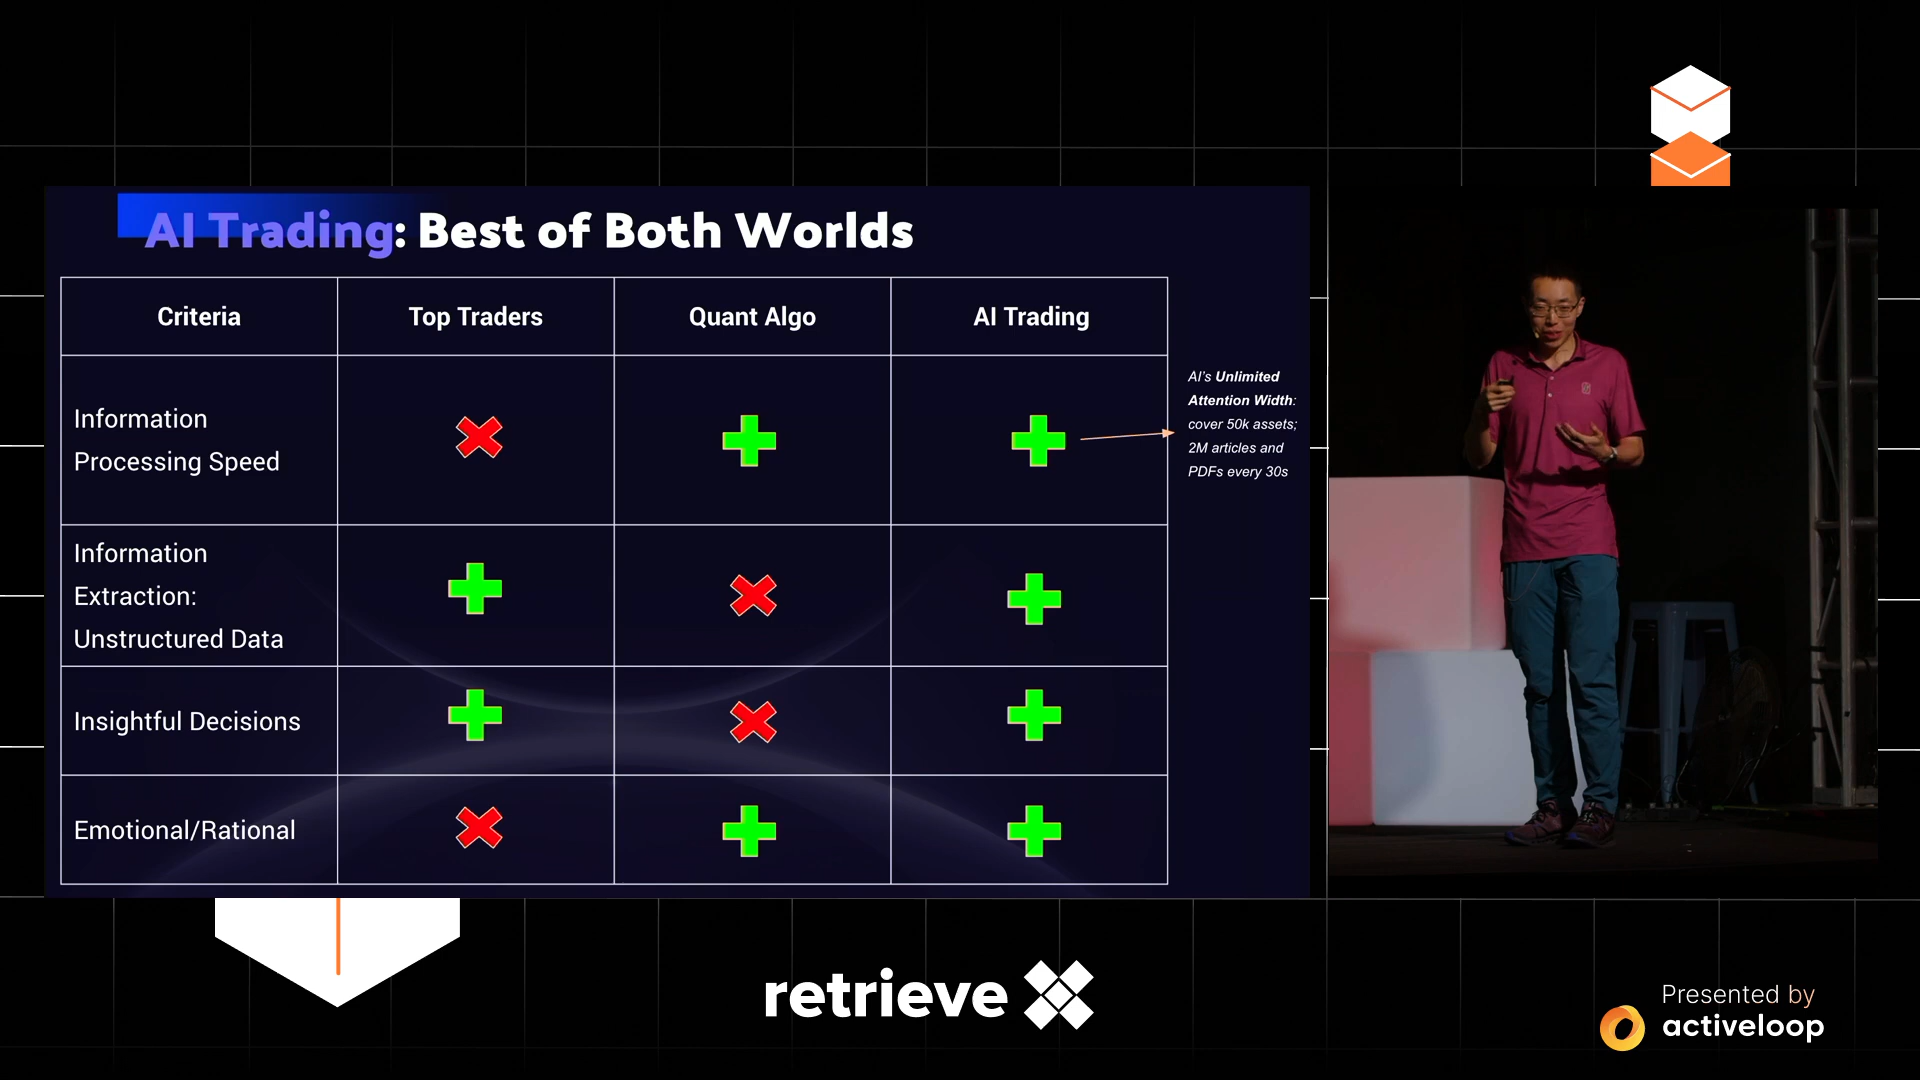 AI Trading: Best of Both Worlds
Criteria
Top Traders
Quant Algo
AI Trading
Information
Processing Speed
AI's Unlimited
Attention Width:
cover 50k assets;
2M articles and
PDFs every 30s
Information
Extraction:
Unstructured Data
Insightful Decisions
Emotional/Rational
retrieve
Presented by
activeloop